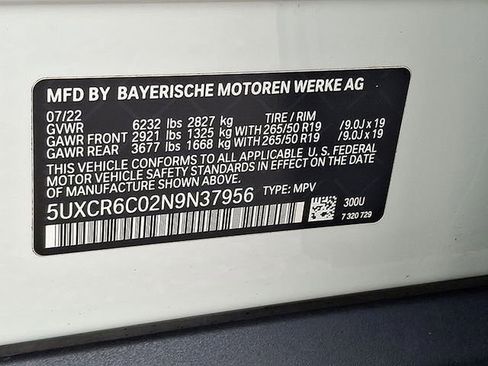 MFD BY BAYERISCHE MOTOREN WERKE AG
07/22 TIRE / RIM
GVWR 6232 lbs 2827 kg
GAWR FRONT 2921 lbs 1325 kg WITH 265/50 R19 /9.0J x 19
GAWR REAR 3677 lbs 1668 kg WITH 265/50 R19 /9.0J x 19
THIS VEHICLE CONFORMS TO ALL APPLICABLE U. S. FEDERAL
MOTOR VEHICLE SAFETY STANDARDS IN EFFECT ON THE DATE
OF MANUFACTURE SHOWN ABOVE.
5UXCR6C02N9N37956 TYPE: MPV
300U
7 320 729